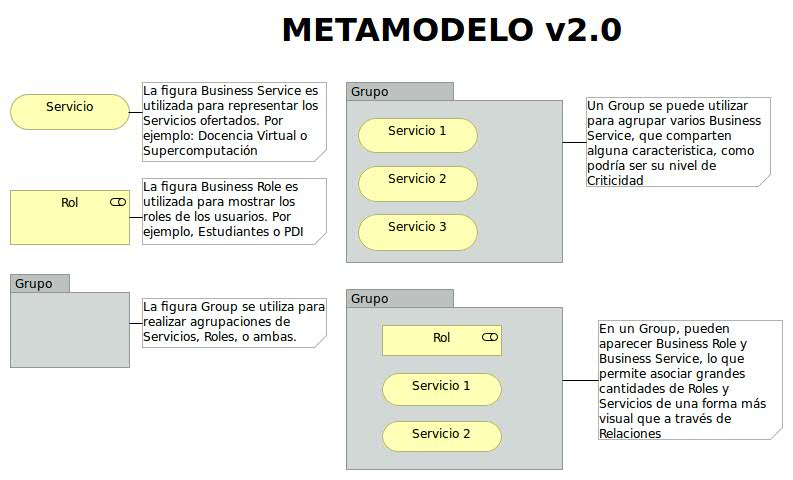 METAMODELO v2.0
Servicio
La figura Business Service es
utilizada para representar los
Servicios ofertados. Por
ejemplo: Docencia Virtual o
Supercomputación
Rol
La figura Business Role es
utilizada para mostrar los
roles de los usuarios. Por
ejemplo, Estudiantes o PDI
Grupo
La figura Group se utiliza para
realizar agrupaciones de
Servicios, Roles, o ambas.
Grupo
Servicio 1
Servicio 2
Servicio 3
Un Group se puede utilizar
para agrupar varios Business
Service, que comparten
alguna caracteristica, como
podría ser su nivel de
Criticidad
Grupo
Rol
Servicio 1
Servicio 2
En un Group, pueden
aparecer Business Role y
Business Service, lo que
permite asociar grandes
cantidades de Roles y
Servicios de una forma más
visual que a través de
Relaciones